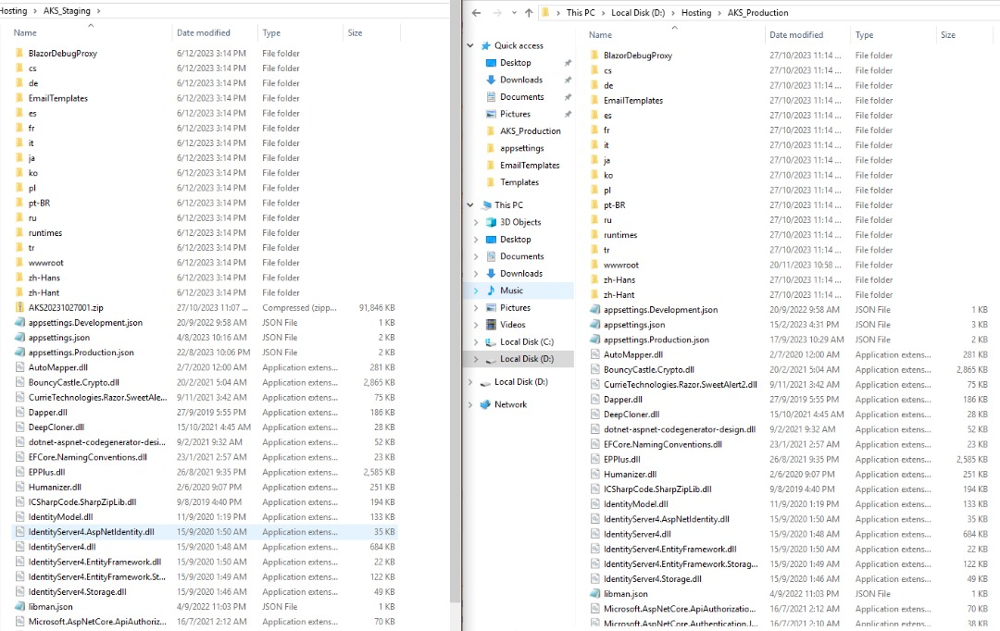 Hosting > AKS_Staging >
Name Date modified Type Size
BlazorDebugProxy 6/12/2023 3:14 PM File folder
cs 6/12/2023 3:14 PM File folder
de 6/12/2023 3:14 PM File folder
EmailTemplates 6/12/2023 3:14 PM File folder
es 6/12/2023 3:14 PM File folder
fr 6/12/2023 3:14 PM File folder
it 6/12/2023 3:14 PM File folder
ja 6/12/2023 3:14 PM File folder
ko 6/12/2023 3:14 PM File folder
pl 6/12/2023 3:14 PM File folder
pt-BR 6/12/2023 3:14 PM File folder
ru 6/12/2023 3:14 PM File folder
runtimes 6/12/2023 3:14 PM File folder
tr 6/12/2023 3:14 PM File folder
wwwroot 6/12/2023 3:14 PM File folder
zh-Hans 6/12/2023 3:14 PM File folder
zh-Hant 6/12/2023 3:14 PM File folder
AKS20231027001.zip 27/10/2023 11:07 ... Compressed (zipp... 91,846 KB
appsettings.Development.json 20/9/2022 9:58 AM JSON File 1 KB
appsettings.json 4/8/2023 10:16 AM JSON File 2 KB
appsettings.Production.json 22/8/2023 10:06 PM JSON File 2 KB
AutoMapper.dll 2/7/2020 12:00 AM Application extens... 281 KB
BouncyCastle.Crypto.dll 20/2/2021 5:04 AM Application extens... 2,865 KB
CurrieTechnologies.Razor.SweetAle... 9/11/2021 3:42 AM Application extens... 75 KB
Dapper.dll 27/9/2019 5:55 PM Application extens... 186 KB
DeepCloner.dll 15/10/2021 4:45 AM Application extens... 28 KB
dotnet-aspnet-codegenerator-desi... 9/2/2021 9:32 AM Application extens... 52 KB
EFCore.NamingConventions.dll 23/1/2021 2:57 AM Application extens... 23 KB
EPPlus.dll 26/8/2021 9:35 PM Application extens... 2,585 KB
Humanizer.dll 2/6/2020 9:07 PM Application extens... 251 KB
ICSharpCode.SharpZipLib.dll 9/8/2019 4:40 PM Application extens... 194 KB
IdentityModel.dll 11/9/2020 1:19 PM Application extens... 133 KB
IdentityServer4.AspNetIdentity.dll 15/9/2020 1:50 AM Application extens... 35 KB
IdentityServer4.dll 15/9/2020 1:48 AM Application extens... 684 KB
IdentityServer4.EntityFramework.dll 15/9/2020 1:50 AM Application extens... 22 KB
IdentityServer4.EntityFramework.St... 15/9/2020 1:49 AM Application extens... 122 KB
IdentityServer4.Storage.dll 15/9/2020 1:46 AM Application extens... 49 KB
libman.json 4/9/2022 11:03 PM JSON File 1 KB
Microsoft.AspNetCore.ApiAuthoriz... 16/7/2021 2:12 AM Application extens... 70 KB
> This PC > Local Disk (D:) > Hosting > AKS_Production
Quick access
Desktop
Downloads
Documents
Pictures
AKS_Production
appsettings
EmailTemplates
Templates
This PC
3D Objects
Desktop
Documents
Downloads
Music
Pictures
Videos
Local Disk (C:)
Local Disk (D:)
Local Disk (D:)
Network
Name Date modified Type Size
BlazorDebugProxy 27/10/2023 11:14 ... File folder
cs 27/10/2023 11:14 ... File folder
de 27/10/2023 11:14 ... File folder
EmailTemplates 27/10/2023 11:14 ... File folder
es 27/10/2023 11:14 ... File folder
fr 27/10/2023 11:14 ... File folder
it 27/10/2023 11:14 ... File folder
ja 27/10/2023 11:14 ... File folder
ko 27/10/2023 11:14 ... File folder
pl 27/10/2023 11:14 ... File folder
pt-BR 27/10/2023 11:14 ... File folder
ru 27/10/2023 11:14 ... File folder
runtimes 27/10/2023 11:14 ... File folder
tr 27/10/2023 11:14 ... File folder
wwwroot 20/11/2023 10:58 ... File folder
zh-Hans 27/10/2023 11:14 ... File folder
zh-Hant 27/10/2023 11:14 ... File folder
appsettings.Development.json 20/9/2022 9:58 AM JSON File 1 KB
appsettings.json 15/2/2023 4:31 PM JSON File 3 KB
appsettings.Production.json 17/9/2023 10:29 AM JSON File 2 KB
AutoMapper.dll 2/7/2020 12:00 AM Application extens... 281 KB
BouncyCastle.Crypto.dll 20/2/2021 5:04 AM Application extens... 2,865 KB
CurrieTechnologies.Razor.SweetAlert2.dll 9/11/2021 3:42 AM Application extens... 75 KB
Dapper.dll 27/9/2019 5:55 PM Application extens... 186 KB
DeepCloner.dll 15/10/2021 4:45 AM Application extens... 28 KB
dotnet-aspnet-codegenerator-design.dll 9/2/2021 9:32 AM Application extens... 52 KB
EFCore.NamingConventions.dll 23/1/2021 2:57 AM Application extens... 23 KB
EPPlus.dll 26/8/2021 9:35 PM Application extens... 2,585 KB
Humanizer.dll 2/6/2020 9:07 PM Application extens... 251 KB
ICSharpCode.SharpZipLib.dll 9/8/2019 4:40 PM Application extens... 194 KB
IdentityModel.dll 11/9/2020 1:19 PM Application extens... 133 KB
IdentityServer4.AspNetIdentity.dll 15/9/2020 1:50 AM Application extens... 35 KB
IdentityServer4.dll 15/9/2020 1:48 AM Application extens... 684 KB
IdentityServer4.EntityFramework.dll 15/9/2020 1:50 AM Application extens... 22 KB
IdentityServer4.EntityFramework.Storag... 15/9/2020 1:49 AM Application extens... 122 KB
IdentityServer4.Storage.dll 15/9/2020 1:46 AM Application extens... 49 KB
libman.json 4/9/2022 11:03 PM JSON File 1 KB
Microsoft.AspNetCore.ApiAuthorizatio... 16/7/2021 2:12 AM Application extens... 70 KB
Microsoft.AspNetCore.Authentication.J... 16/7/2021 2:10 AM Application extens... 38 KB